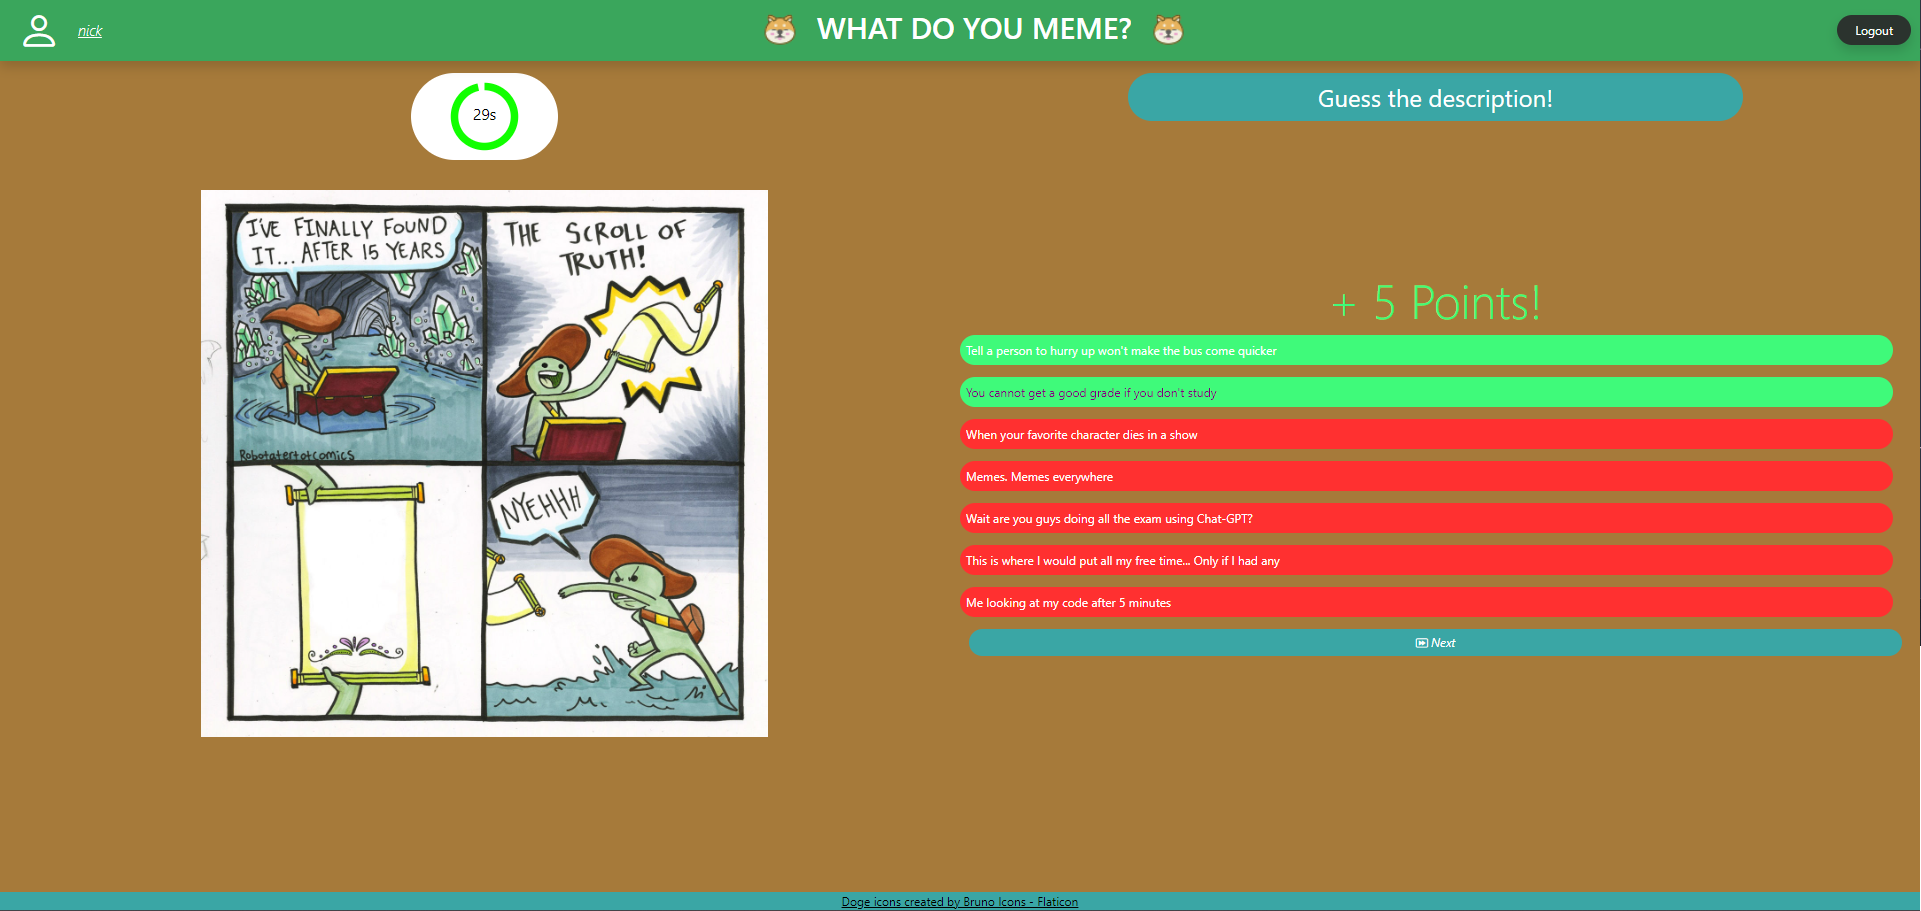 nick
WHAT DO YOU MEME?
Logout
29s
Guess the description!
I'VE FINALLY FOUND
IT... AFTER 15 YEARS
THE SCROLL OF
TRUTH!
Robotatertotcomics
NYEHHH
+ 5 Points!
Tell a person to hurry up won't make the bus come quicker
You cannot get a good grade if you don't study
When your favorite character dies in a show
Memes. Memes everywhere
Wait are you guys doing all the exam using Chat-GPT?
This is where I would put all my free time... Only if I had any
Me looking at my code after 5 minutes
Next
Doge icons created by Bruno Icons - Flaticon